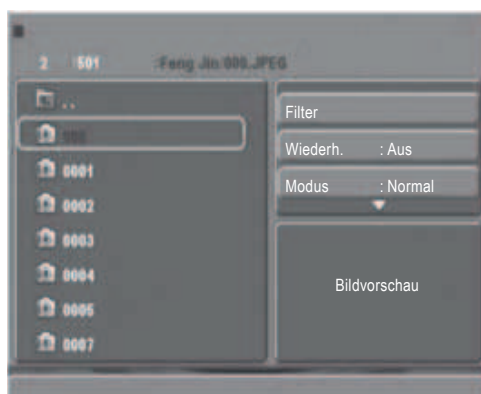 2 501 :Feng Jin\000.JPEG
..
000
0001
0002
0003
0004
0005
0007
Filter
Wiederh. : Aus
Modus : Normal
Bildvorschau